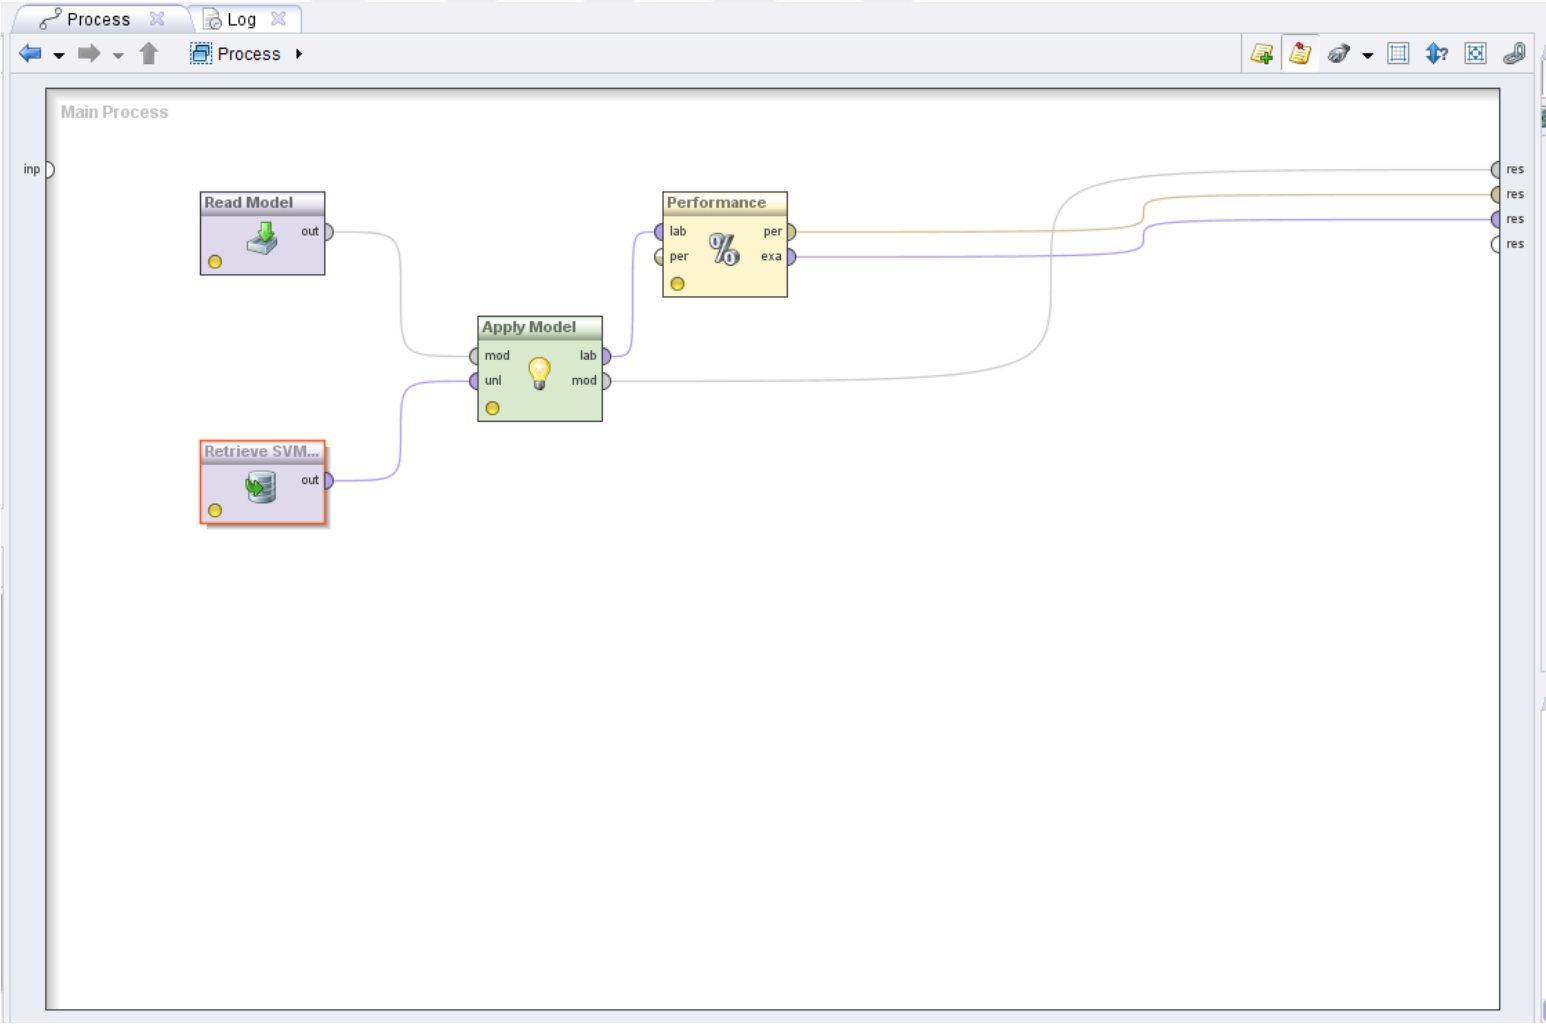 Process
Log
Process
Main Process
inp
res
res
res
res
Read Model
out
Performance
lab
per
per
exa
Apply Model
mod
lab
unl
mod
Retrieve SVM...
out